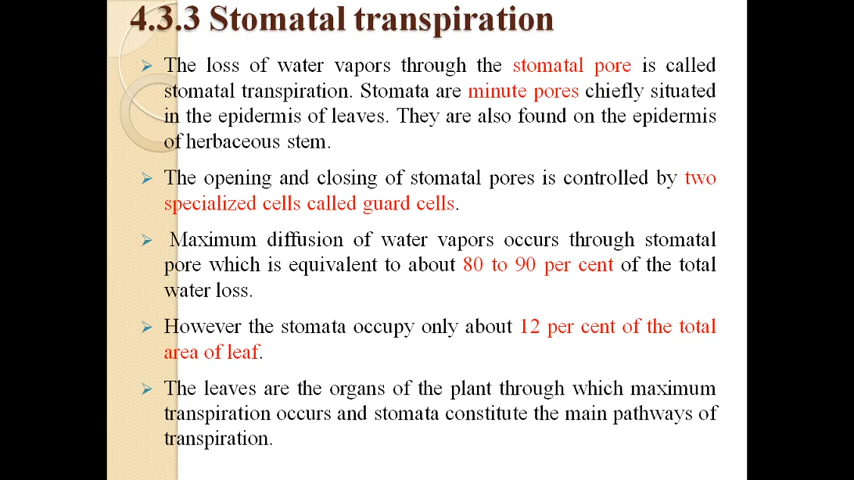 4.3.3 Stomatal transpiration
The loss of water vapors through the stomatal pore is called
stomatal transpiration. Stomata are minute pores chiefly situated
in the epidermis of leaves. They are also found on the epidermis
of herbaceous stem.
The opening and closing of stomatal pores is controlled by two
specialized cells called guard cells.
Maximum diffusion of water vapors occurs through stomatal
pore which is equivalent to about 80 to 90 per cent of the total
water loss.
However the stomata occupy only about 12 per cent of the total
area of leaf.
The leaves are the organs of the plant through which maximum
transpiration occurs and stomata constitute the main pathways of
transpiration.